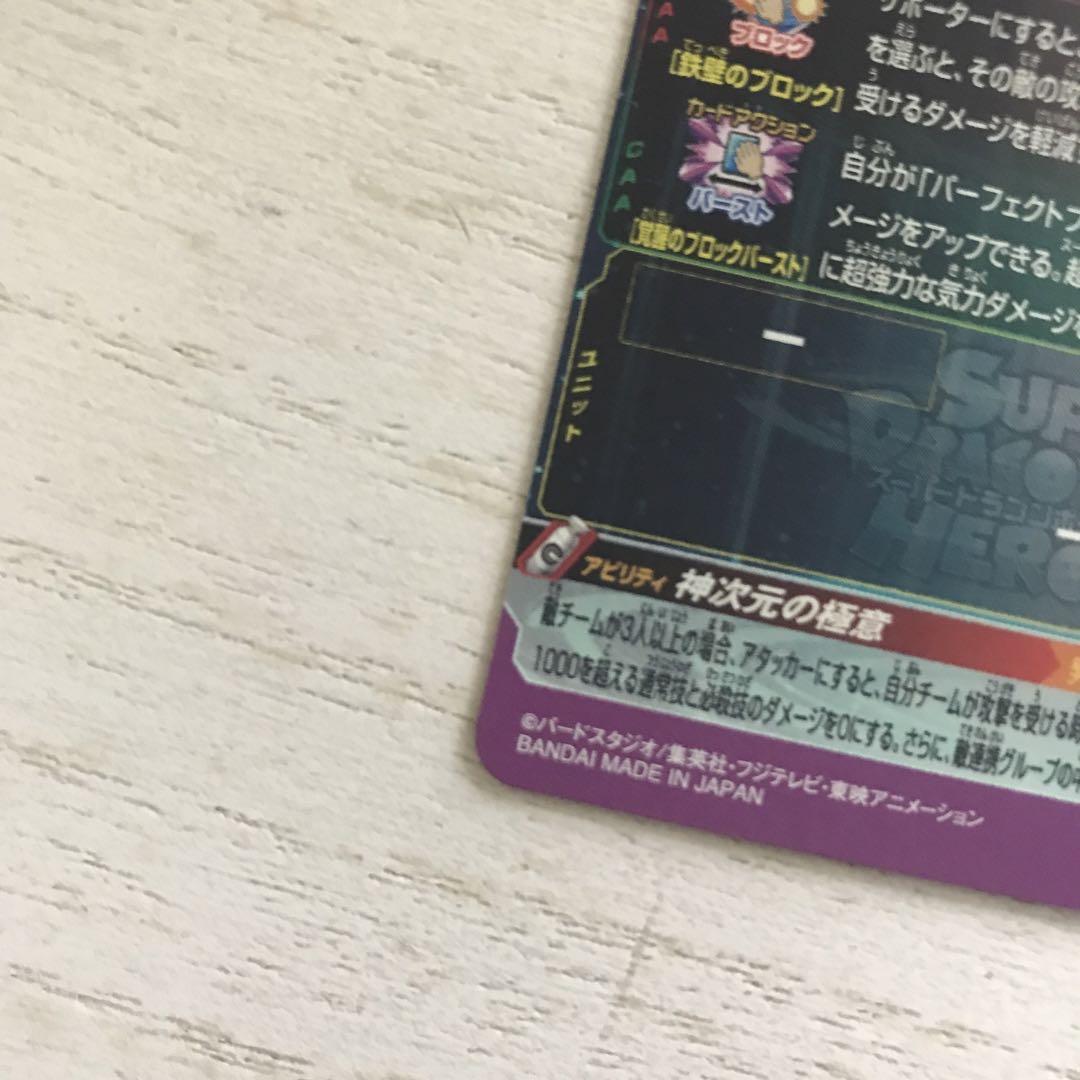 ブロック
[鉄壁のブロック]
ポーターにすると、
を選ぶと、その敵の攻
受けるダメージを軽減
CAA
カードアクション
バースト
[覚醒のブロックバースト]
自分が「パーフェクト
メージをアップできる。超
に超強力な気力ダメージ
ユニット
ー
SUP
DRAGO
スーパードラゴン
HERO
アビリティ 神次元の極意
敵チームが3人以上の場合、アタッカーにすると、自分チームが攻撃を受ける時
1000を超える通常技と必殺技のダメージを0にする。さらに、敵連携グループの
©バードスタジオ/集英社・フジテレビ・東映アニメーション
BANDAI MADE IN JAPAN